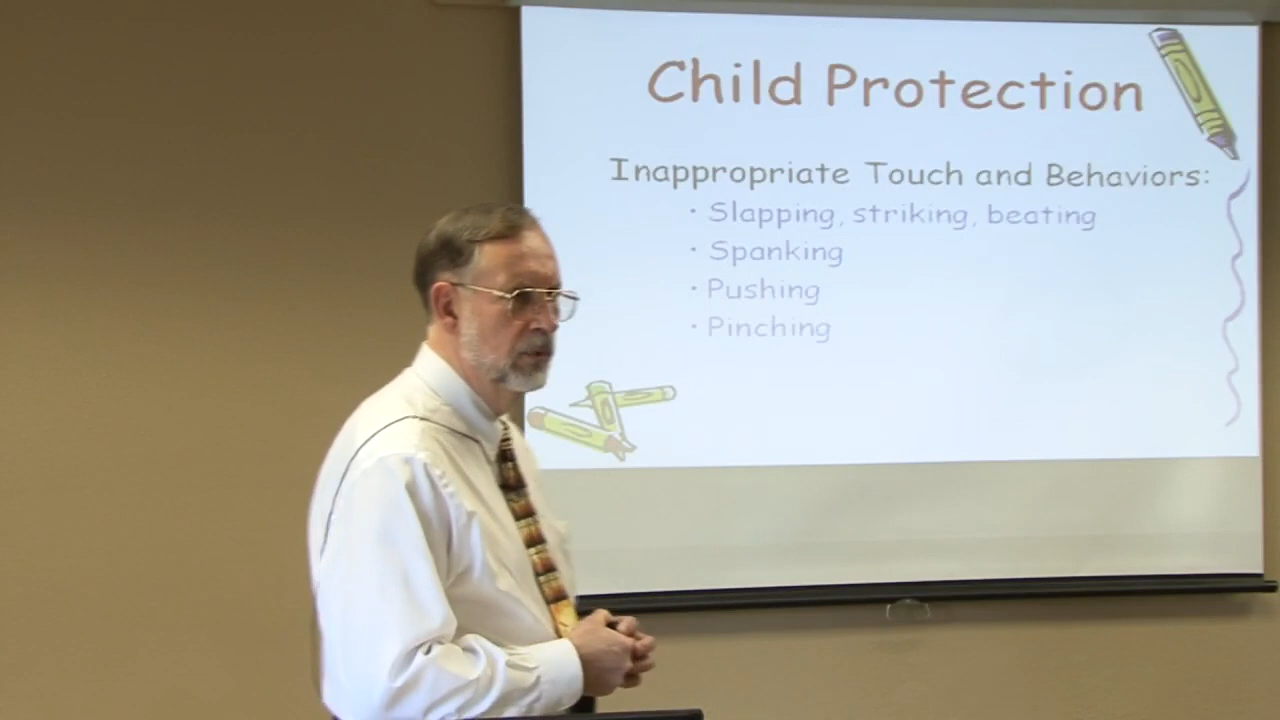 Child Protection
Inappropriate Touch and Behaviors:
· Slapping, striking, beating
· Spanking
· Pushing
· Pinching